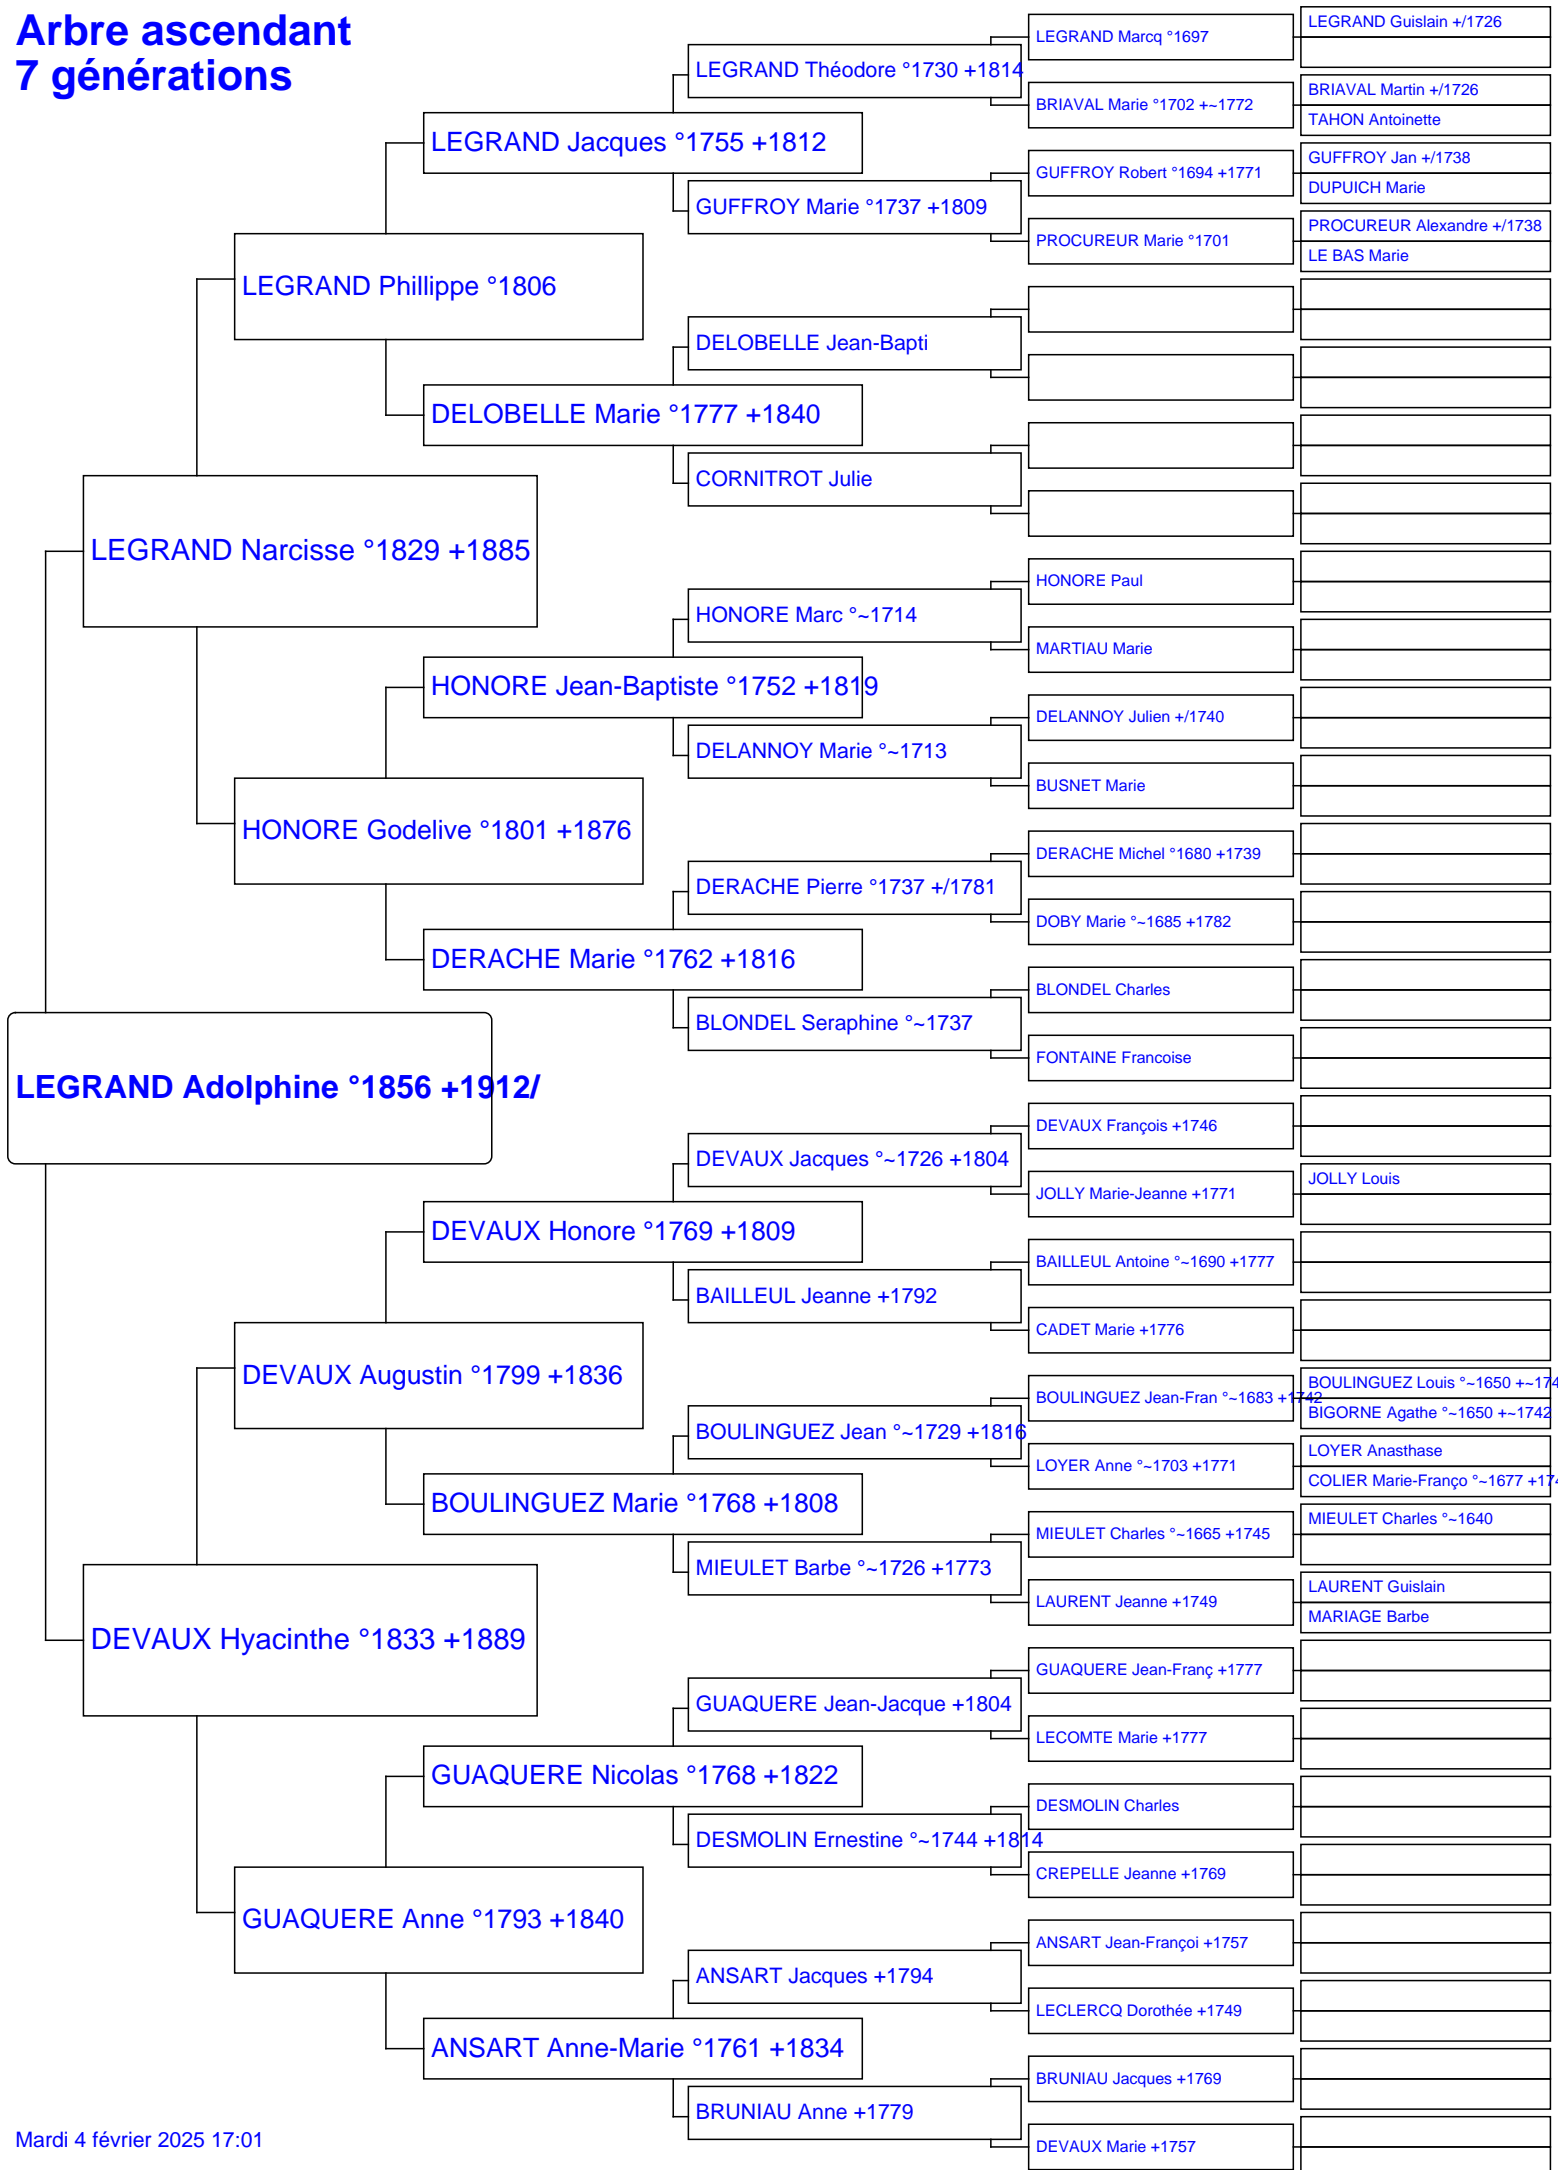 Arbre ascendant
7 générations
LEGRAND Adolphine °1856 +1912/
LEGRAND Narcisse °1829 +1885
DEVAUX Hyacinthe °1833 +1889
LEGRAND Phillippe °1806
HONORE Godelive °1801 +1876
DEVAUX Augustin °1799 +1836
GUAQUERE Anne °1793 +1840
LEGRAND Jacques °1755 +1812
DELOBELLE Marie °1777 +1840
HONORE Jean-Baptiste °1752 +1819
DERACHE Marie °1762 +1816
DEVAUX Honore °1769 +1809
BOULINGUEZ Marie °1768 +1808
GUAQUERE Nicolas °1768 +1822
ANSART Anne-Marie °1761 +1834
LEGRAND Théodore °1730 +1814
GUFFROY Marie °1737 +1809
DELOBELLE Jean-Bapti
CORNITROT Julie
HONORE Marc °~1714
DELANNOY Marie °~1713
DERACHE Pierre °1737 +/1781
BLONDEL Seraphine °~1737
DEVAUX Jacques °~1726 +1804
BAILLEUL Jeanne +1792
BOULINGUEZ Jean °~1729 +1816
MIEULET Barbe °~1726 +1773
GUAQUERE Jean-Jacque +1804
DESMOLIN Ernestine °~1744 +1814
ANSART Jacques +1794
BRUNIAU Anne +1779
LEGRAND Marcq °1697
BRIAVAL Marie °1702 +~1772
GUFFROY Robert °1694 +1771
PROCUREUR Marie °1701
HONORE Paul
MARTIAU Marie
DELANNOY Julien +/1740
BUSNET Marie
DERACHE Michel °1680 +1739
DOBY Marie °~1685 +1782
BLONDEL Charles
FONTAINE Francoise
DEVAUX François +1746
JOLLY Marie-Jeanne +1771
BAILLEUL Antoine °~1690 +1777
CADET Marie +1776
BOULINGUEZ Jean-Fran °~1683 +1742
LOYER Anne °~1703 +1771
MIEULET Charles °~1665 +1745
LAURENT Jeanne +1749
GUAQUERE Jean-Franç +1777
LECOMTE Marie +1777
DESMOLIN Charles
CREPELLE Jeanne +1769
ANSART Jean-Françoi +1757
LECLERCQ Dorothée +1749
BRUNIAU Jacques +1769
DEVAUX Marie +1757
LEGRAND Guislain +/1726
BRIAVAL Martin +/1726
TAHON Antoinette
GUFFROY Jan +/1738
DUPUICH Marie
PROCUREUR Alexandre +/1738
LE BAS Marie
JOLLY Louis
BOULINGUEZ Louis °~1650 +~174
BIGORNE Agathe °~1650 +~1742
LOYER Anasthase
COLIER Marie-Franço °~1677 +174
MIEULET Charles °~1640
LAURENT Guislain
MARIAGE Barbe
Mardi 4 février 2025 17:01